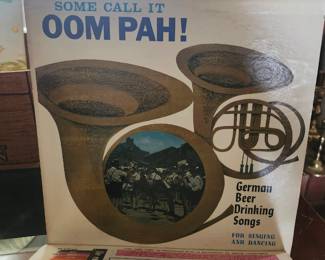 SOME CALL IT
OOM PAH!
German
Beer
Drinking
Songs
FOR SINGING
AND DANCING